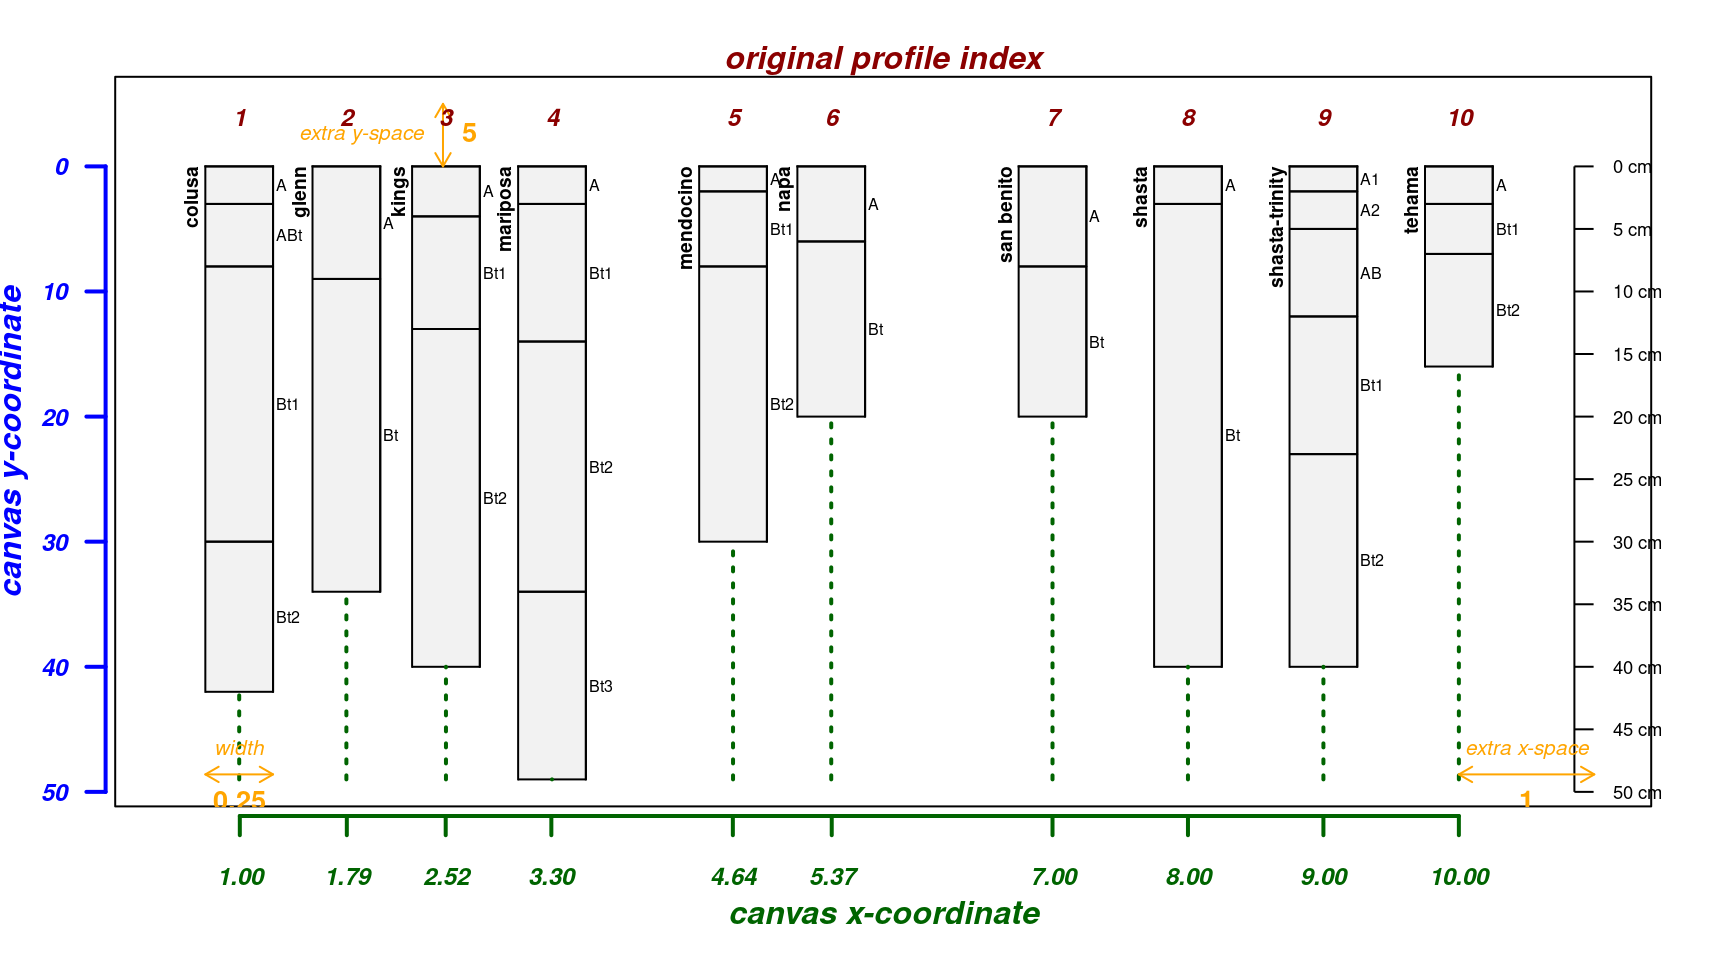 original profile index
1 2 3 4 5 6 7 8 9 10
extra y-space 5
canvas y-coordinate
0
10
20
30
40
50
colusa
A
ABt
Bt1
Bt2
glenn
A
Bt
kings
A
Bt1
Bt2
mariposa
A
Bt1
Bt2
Bt3
mendocino
A
Bt1
Bt2
napa
A
Bt
san benito
A
Bt
shasta
A
Bt
shasta-trinity
A1
A2
AB
Bt1
Bt2
tehama
A
Bt1
Bt2
0 cm
5 cm
10 cm
15 cm
20 cm
25 cm
30 cm
35 cm
40 cm
45 cm
50 cm
width
0.25
extra x-space
1
1.00 1.79 2.52 3.30 4.64 5.37 7.00 8.00 9.00 10.00
canvas x-coordinate